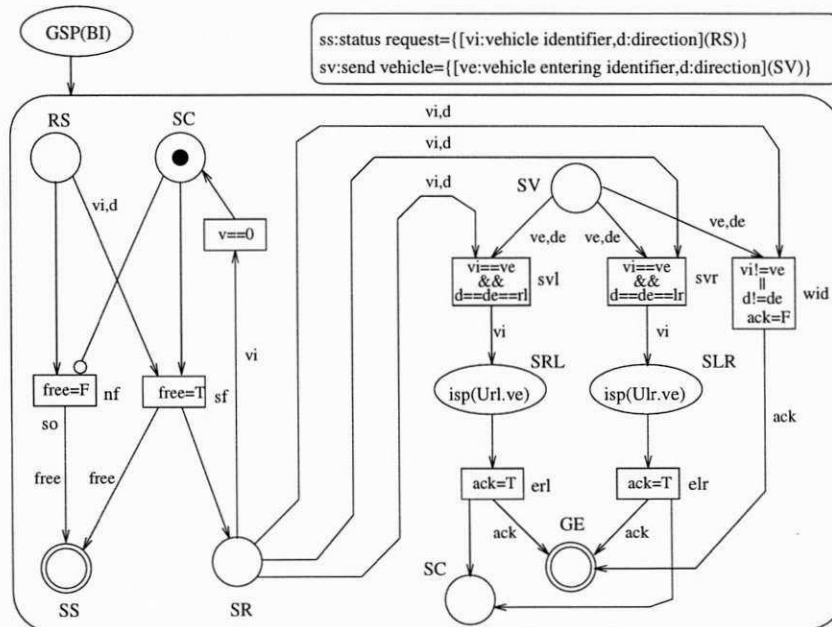 GSP(BI)
ss:status request={[vi:vehicle identifier,d:direction](RS)}
sv:send vehicle={[ve:vehicle entering identifier,d:direction](SV)}
RS
SC
vi,d
vi,d
vi,d
SV
vi,d
v==0
ve,de
ve,de
ve,de
vi==ve
&&
d==de==rl
svl
vi==ve
&&
d==de==lr
svr
vi!=ve
||
d!=de
ack=F
wid
vi
vi
vi
SRL
SLR
free=F
nf
free=T
sf
isp(Url.ve)
isp(Ulr.ve)
so
ack
free
free
ack=T
erl
ack=T
elr
ack
GE
ack
SC
SS
SR